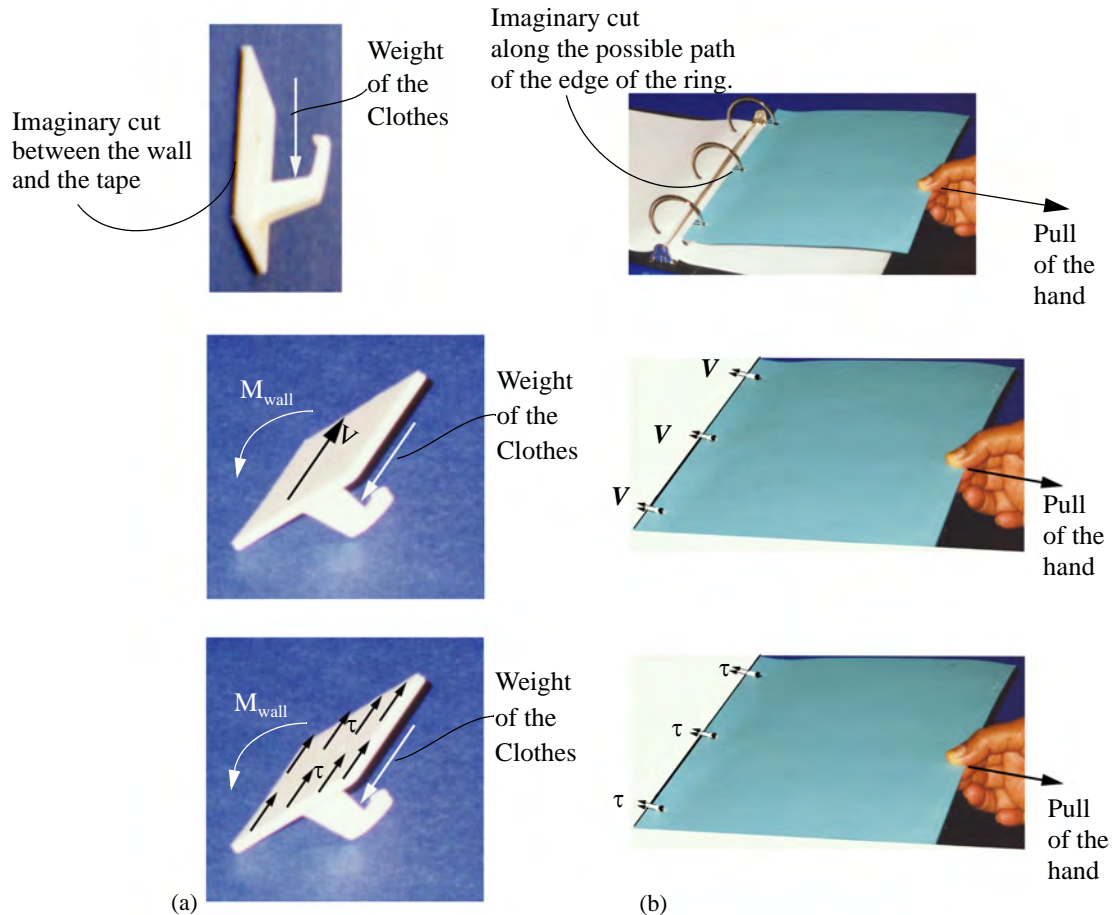 Weight
of the
Clothes
Imaginary cut
between the wall
and the tape
Imaginary cut
along the possible path
of the edge of the ring.
Pull
of the
hand
M_wall
V
Weight
of the
Clothes
V
V
V
Pull
of the
hand
M_wall
τ
τ
Weight
of the
Clothes
τ
τ
τ
Pull
of the
hand
(a)
(b)